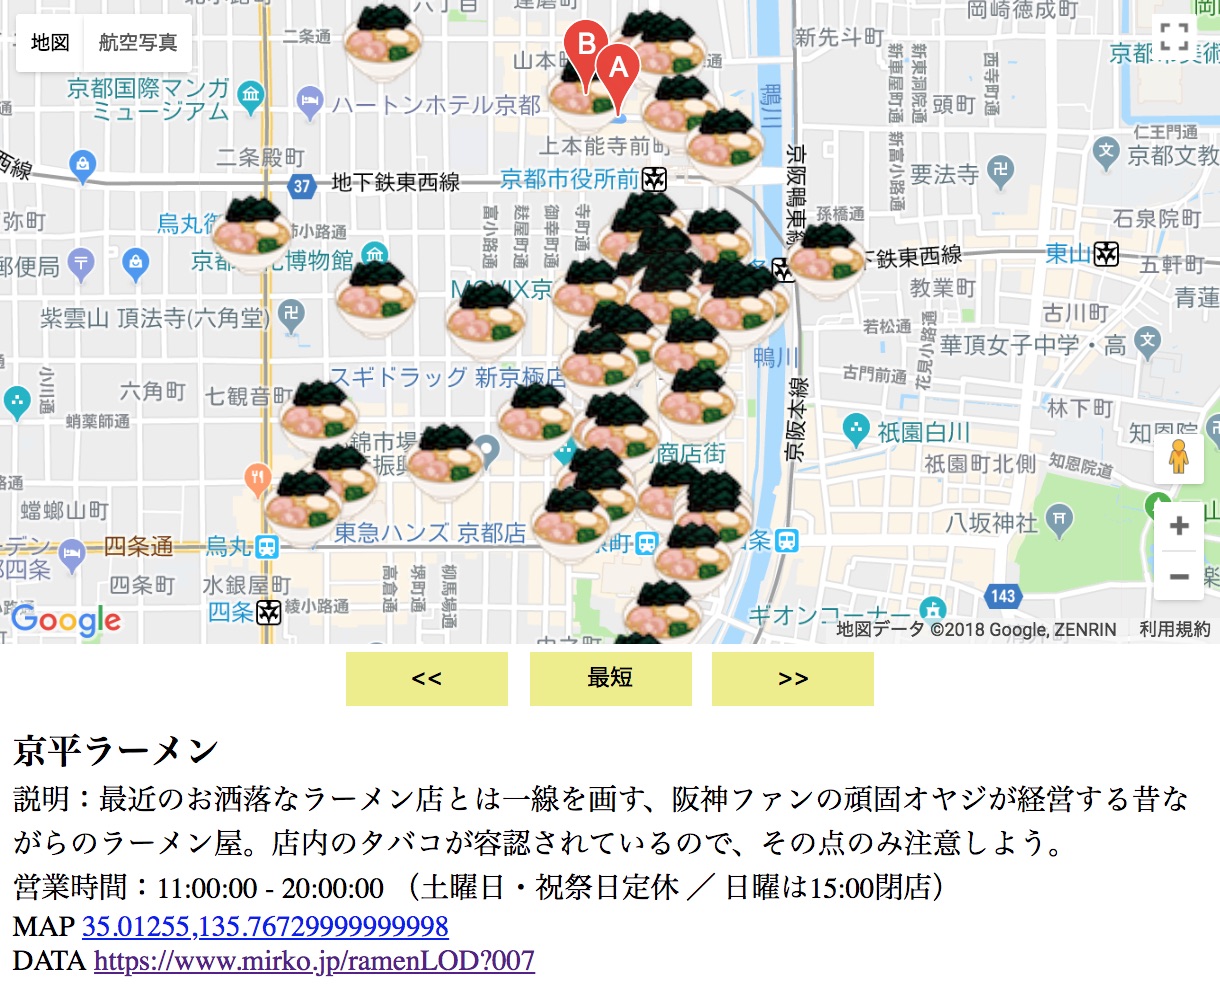 八丁目
地図
航空写真
二条通
山本町
B
A
通
新先斗町
岡崎徳成町
京都国際マンガ
ミュージアム
ハートンホテル京都
鴨川
新車屋町通
新東洞院町通
西寺町通
頭町
仁王門通
京都文教
二条殿町
上本能寺前町
新富小路通
要法寺
37
地下鉄東西線
京都市役所前
京阪鴨東線
孫橋通
石泉院町
弥町
烏丸御
富小路通
麩屋町通
御幸町通
寺町通
下鉄東西線
東山
五軒町
郵便局
教業町
青蓮
紫雲山 頂法寺(六角堂)
MOVIX京
古川町
若松通
花見小路通
華頂女子中学・高
鴨川
スギドラッグ 新京極店
古門前通
小川通
六角町
七観音町
京阪本線
林下町
蛸薬師通
錦市場
商店街
祇園白川
知恩院
祇園町北側
知恩院道
蟷螂山町
八坂神社
東急ハンズ 京都店
四条通
烏丸
四条町
水銀屋町
高倉通
堺町通
柳馬場通
四条
綾小路通
143
ギオンコーナー
Google
地図データ ©2018 Google, ZENRIN
利用規約
<<
最短
>>
京平ラーメン
説明：最近のお洒落なラーメン店とは一線を画す、阪神ファンの頑固オヤジが経営する昔な
がらのラーメン屋。店内のタバコが容認されているので、その点のみ注意しよう。
営業時間：11:00:00 - 20:00:00 （土曜日・祝祭日定休 ／ 日曜は15:00閉店）
MAP 35.01255,135.76729999999998
DATA https://www.mirko.jp/ramenLOD?007